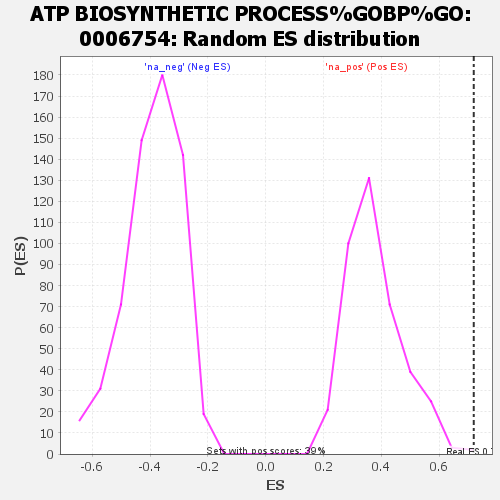 ATP BIOSYNTHETIC PROCESS%GOBP%GO:
0006754: Random ES distribution
'na_neg' (Neg ES)
'na_pos' (Pos ES)
P(ES)
180
170
160
150
140
130
120
110
100
90
80
70
60
50
40
30
20
10
0
Sets with pos scores: 39%
Real ES 0.
-0.6 -0.4 -0.2 0.0 0.2 0.4 0.6
ES